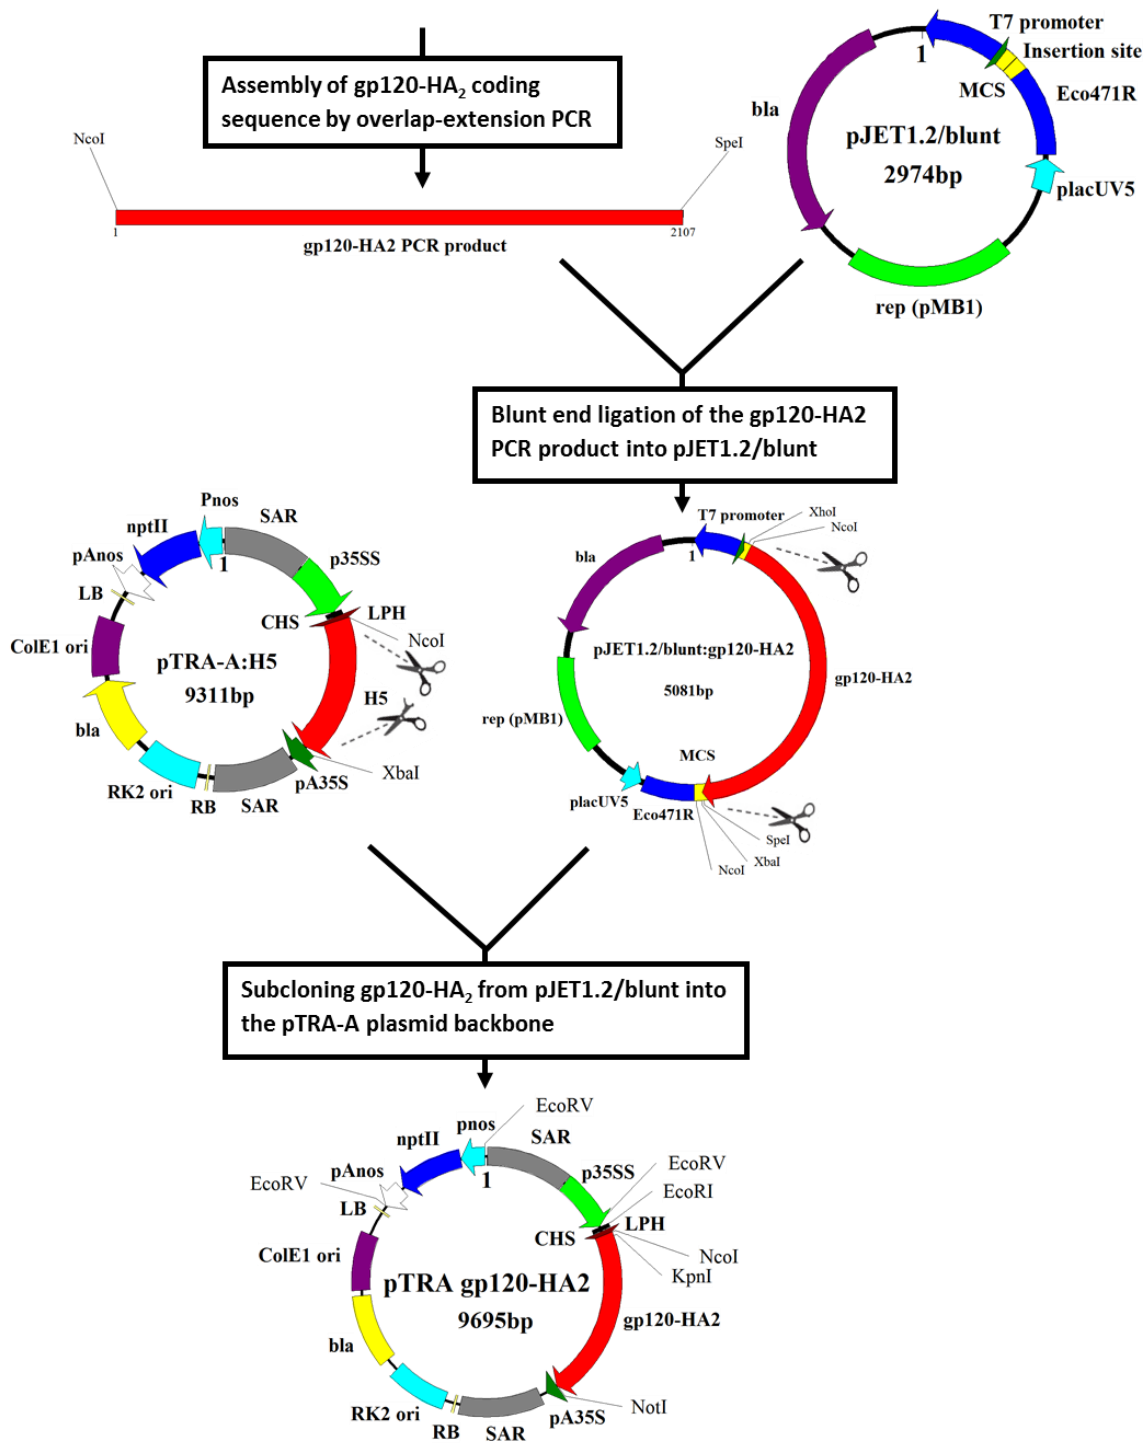 Assembly of gp120-HA₂ coding
sequence by overlap-extension PCR
NcoI
SpeI
1
2107
gp120-HA2 PCR product
T7 promoter
1
Insertion site
MCS
Eco471R
bla
pJET1.2/blunt
2974bp
placUV5
rep (pMB1)
Blunt end ligation of the gp120-HA2
PCR product into pJET1.2/blunt
Pnos
SAR
nptII
p35SS
pAnos
1
LB
CHS
LPH
NcoI
ColE1 ori
pTRA-A:H5
9311bp
H5
bla
XbaI
pA35S
RK2 ori
RB
SAR
T7 promoter
XhoI
NcoI
1
bla
pJET1.2/blunt:gp120-HA2
5081bp
gp120-HA2
rep (pMB1)
MCS
placUV5
Eco471R
SpeI
XbaI
NcoI
Subcloning gp120-HA₂ from pJET1.2/blunt into
the pTRA-A plasmid backbone
EcoRV
pnos
SAR
nptII
p35SS
EcoRV
pAnos
1
EcoRV
EcoRI
LB
CHS
LPH
NcoI
KpnI
ColE1 ori
pTRA gp120-HA2
9695bp
gp120-HA2
bla
NotI
RK2 ori
RB
SAR
pA35S